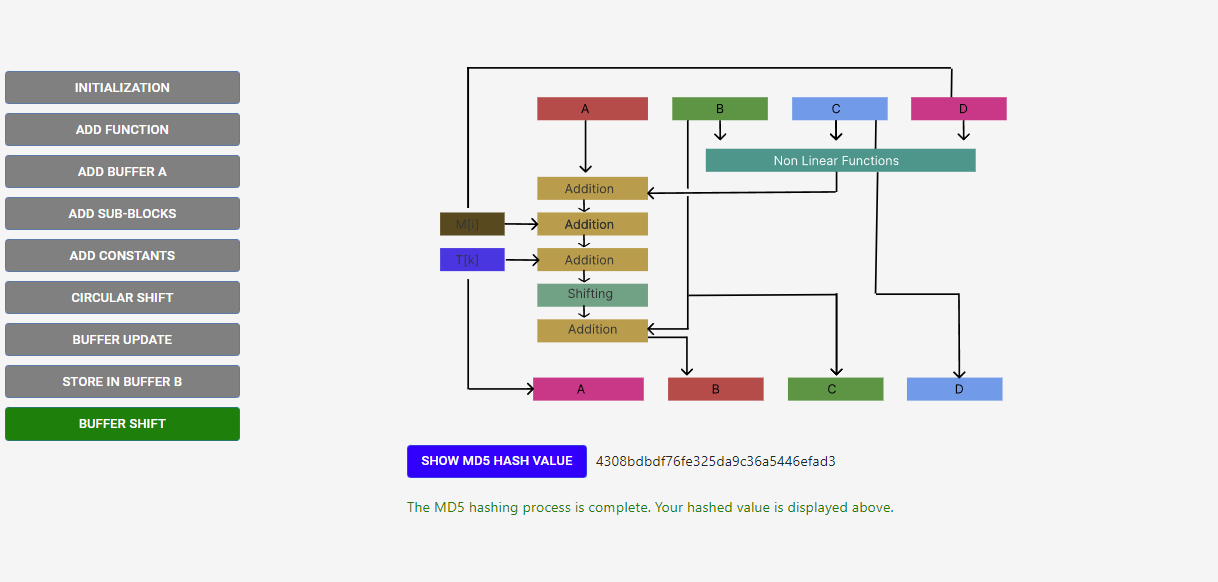 INITIALIZATION
ADD FUNCTION
ADD BUFFER A
ADD SUB-BLOCKS
ADD CONSTANTS
CIRCULAR SHIFT
BUFFER UPDATE
STORE IN BUFFER B
BUFFER SHIFT
A B C D
Non Linear Functions
Addition
M[i] Addition
T[k] Addition
Shifting
Addition
A B C D
SHOW MD5 HASH VALUE 4308bdbdf76fe325da9c36a5446efad3
The MD5 hashing process is complete. Your hashed value is displayed above.